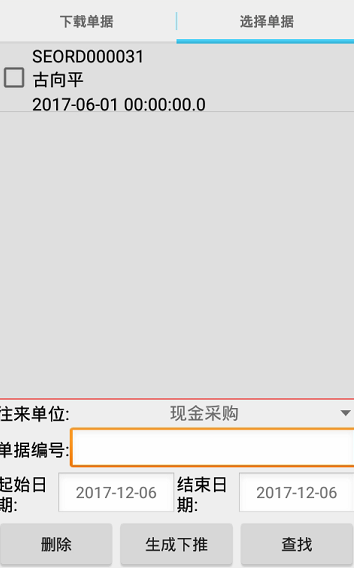 下载单据 选择单据
SEORD000031
古向平
2017-06-01 00:00:00.0
往来单位: 现金采购
单据编号:
起始日期: 2017-12-06 结束日期: 2017-12-06
删除 生成下推 查找